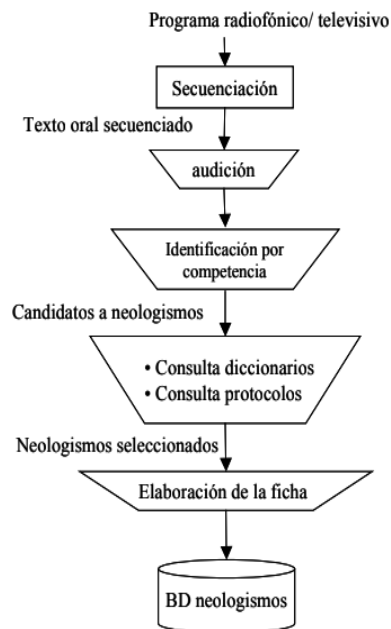 Programa radiofónico/ televisivo
Secuenciación
Texto oral secuenciado
audición
Identificación por
competencia
Candidatos a neologismos
• Consulta diccionarios
• Consulta protocolos
Neologismos seleccionados
Elaboración de la ficha
BD neologismos